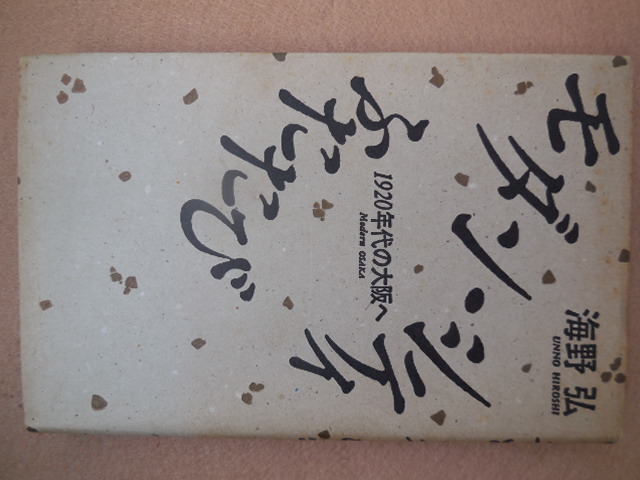 モダン・シティ
ふたたび
1920年代の大阪へ
Modern OSAKA
海野 弘
UNNO HIROSHI